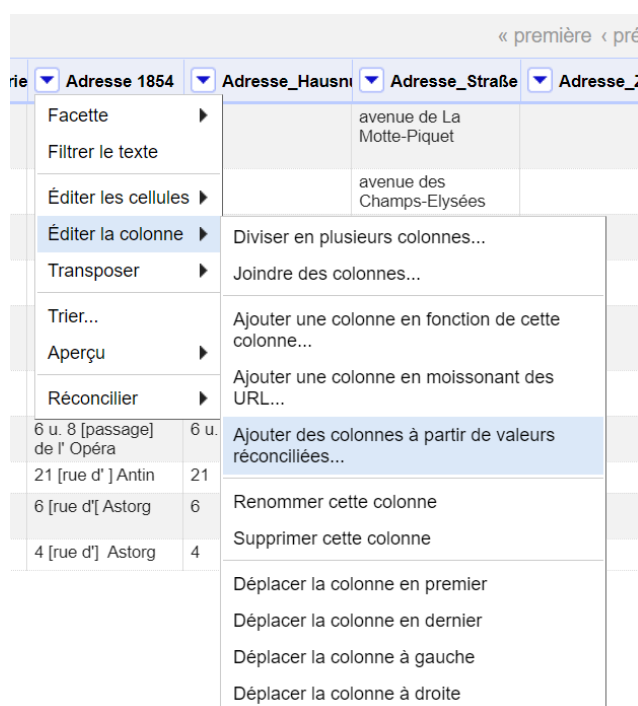 « première ‹ pré
rie Adresse 1854 Adresse_Hausnu Adresse_Straße Adresse_Z
Facette
Filtrer le texte
Éditer les cellules
Éditer la colonne
Transposer
Trier...
Aperçu
Réconcilier
avenue de La
Motte-Piquet
avenue des
Champs-Elysées
Diviser en plusieurs colonnes...
Joindre des colonnes...
Ajouter une colonne en fonction de cette
colonne...
Ajouter une colonne en moissonant des
URL...
Ajouter des colonnes à partir de valeurs
réconciliées...
Renommer cette colonne
Supprimer cette colonne
Déplacer la colonne en premier
Déplacer la colonne en dernier
Déplacer la colonne à gauche
Déplacer la colonne à droite
6 u. 8 [passage] 6 u.
de l' Opéra
21 [rue d' ] Antin 21
6 [rue d'[ Astorg 6
4 [rue d'] Astorg 4